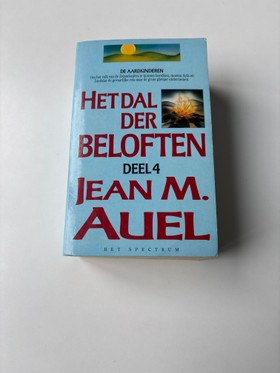 DE AARDKINDEREN
HET DAL
DER
BELOFTEN
DEEL 4
JEAN M.
AUEL
HET SPECTRUM